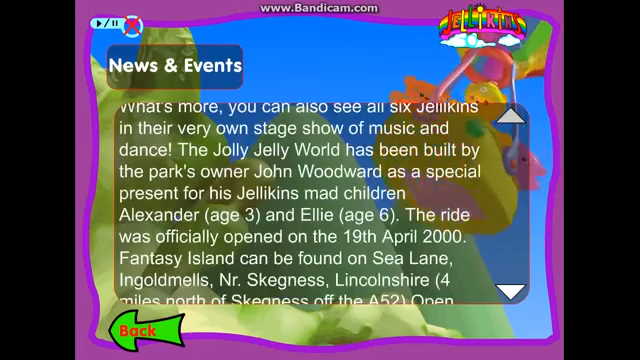 www.Bandicam.com
JELLIKINS
News & Events
What's more, you can also see all six Jellikins
in their very own stage show of music and
dance! The Jolly Jelly World has been built by
the park's owner John Woodward as a special
present for his Jellikins mad children
Alexander (age 3) and Ellie (age 6). The ride
was officially opened on the 19th April 2000.
Fantasy Island can be found on Sea Lane,
Ingoldmells, Nr. Skegness, Lincolnshire (4
miles north of Skegness off the A52) Open
Back